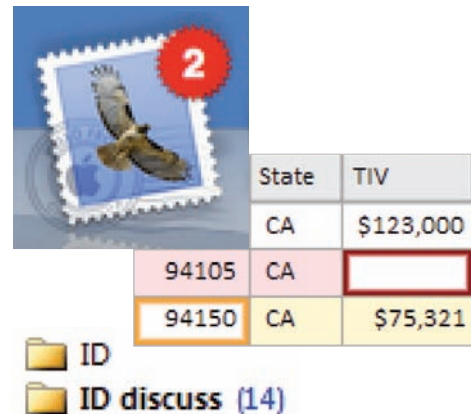 2
State TIV
CA $123,000
94105 CA
94150 CA $75,321
ID
ID discuss (14)